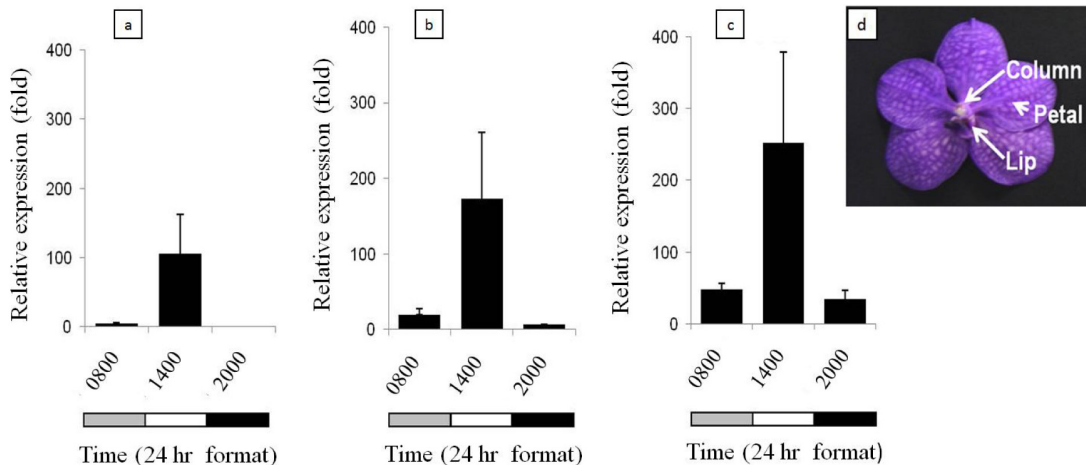 a
Relative expression (fold)
400
300
200
100
0
0800
1400
2000
Time (24 hr format)
b
Relative expression (fold)
400
300
200
100
0
0800
1400
2000
Time (24 hr format)
c
Relative expression (fold)
400
300
200
100
0
0800
1400
2000
Time (24 hr format)
d
Column
Petal
Lip